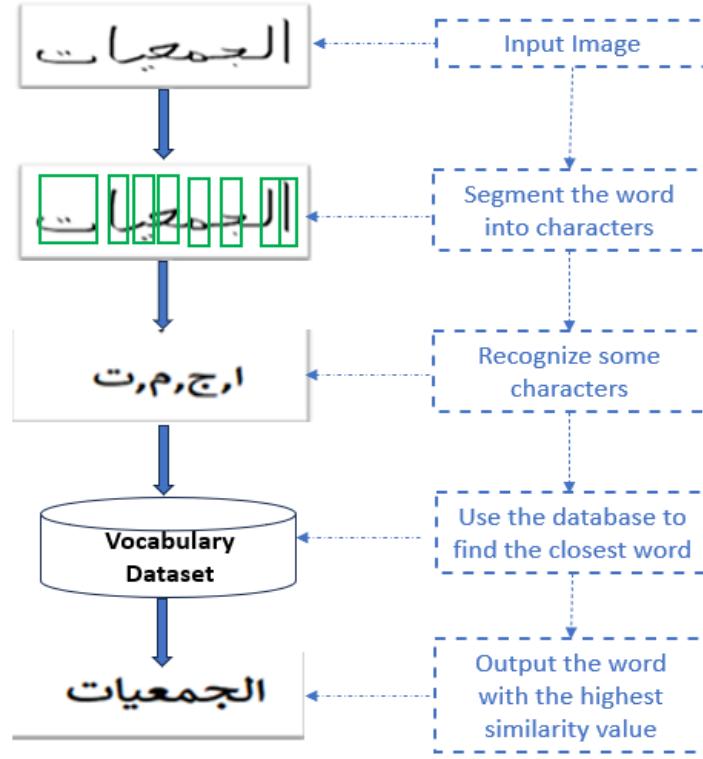 الجمعيات
Input Image
الجمعيات
Segment the word
into characters
ا,ج,م,ت
Recognize some
characters
Vocabulary
Dataset
Use the database to
find the closest word
الجمعيات
Output the word
with the highest
similarity value